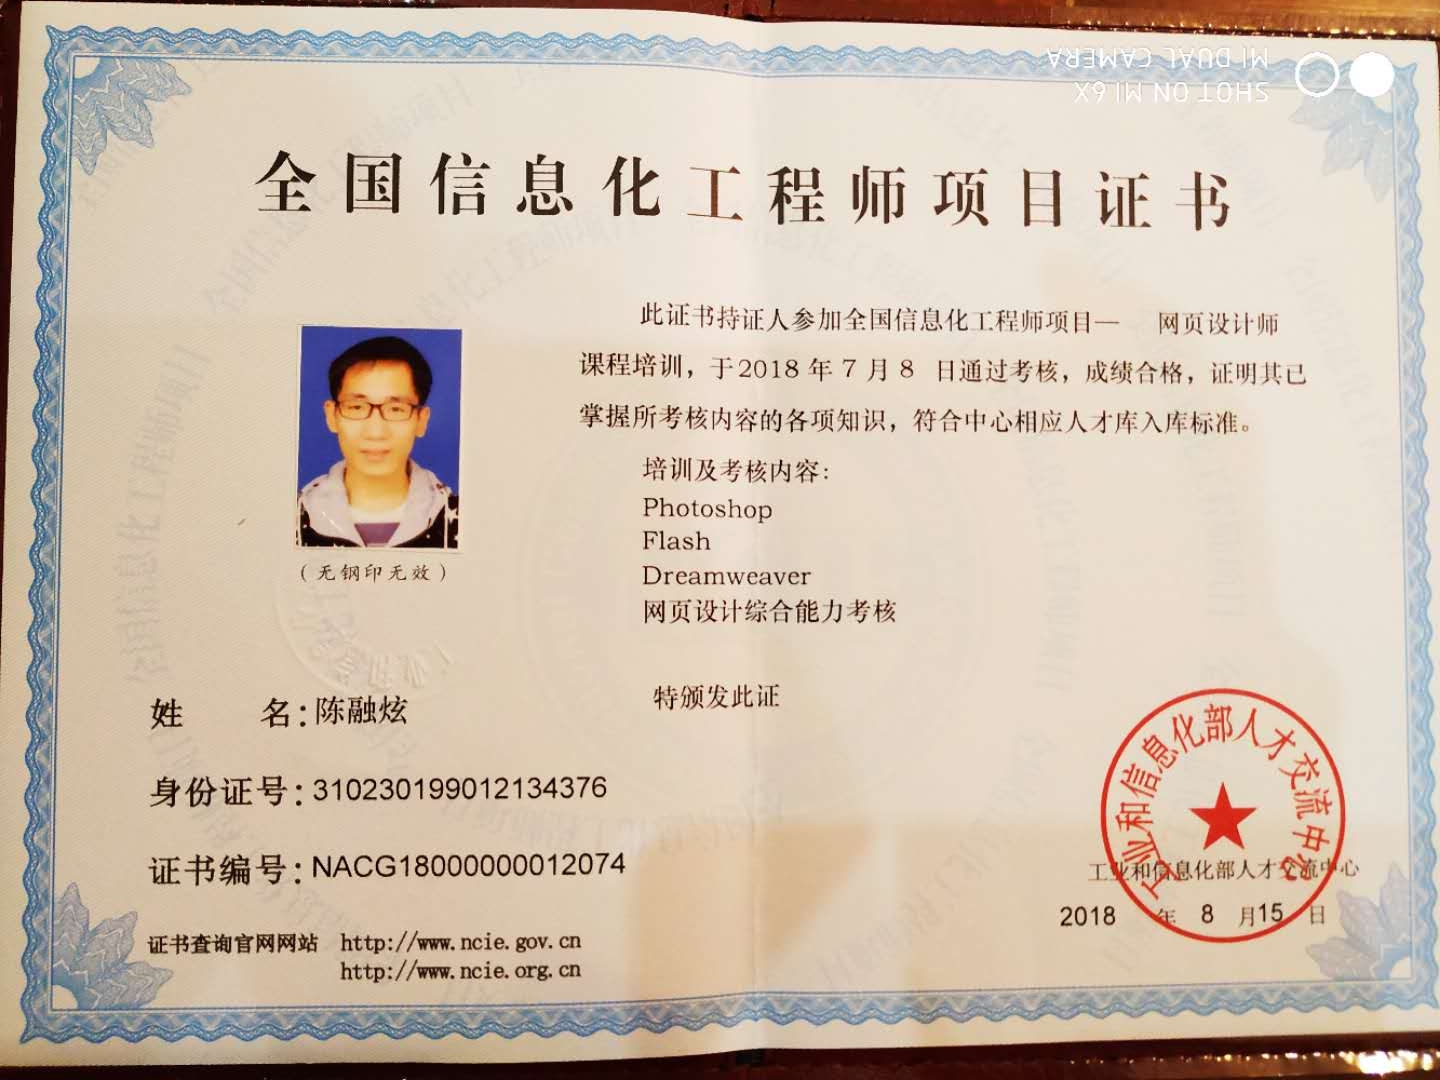 全国信息化工程师项目证书
此证书持证人参加全国信息化工程师项目— 网页设计师
课程培训，于2018年7月8 日通过考核，成绩合格，证明其已
掌握所考核内容的各项知识，符合中心相应人才库入库标准。
培训及考核内容：
Photoshop
Flash
Dreamweaver
网页设计综合能力考核
特颁发此证
（无钢印无效）
姓 名：陈融炫
身份证号：310230199012134376
证书编号：NACG18000000012074
证书查询官网网站 http://www.ncie.gov.cn
http://www.ncie.org.cn
工业和信息化部人才交流中心
工业和信息化部人才交流中心
2018 年 8 月15 日
SHOT ON MI 6X
MI DUAL CAMERA